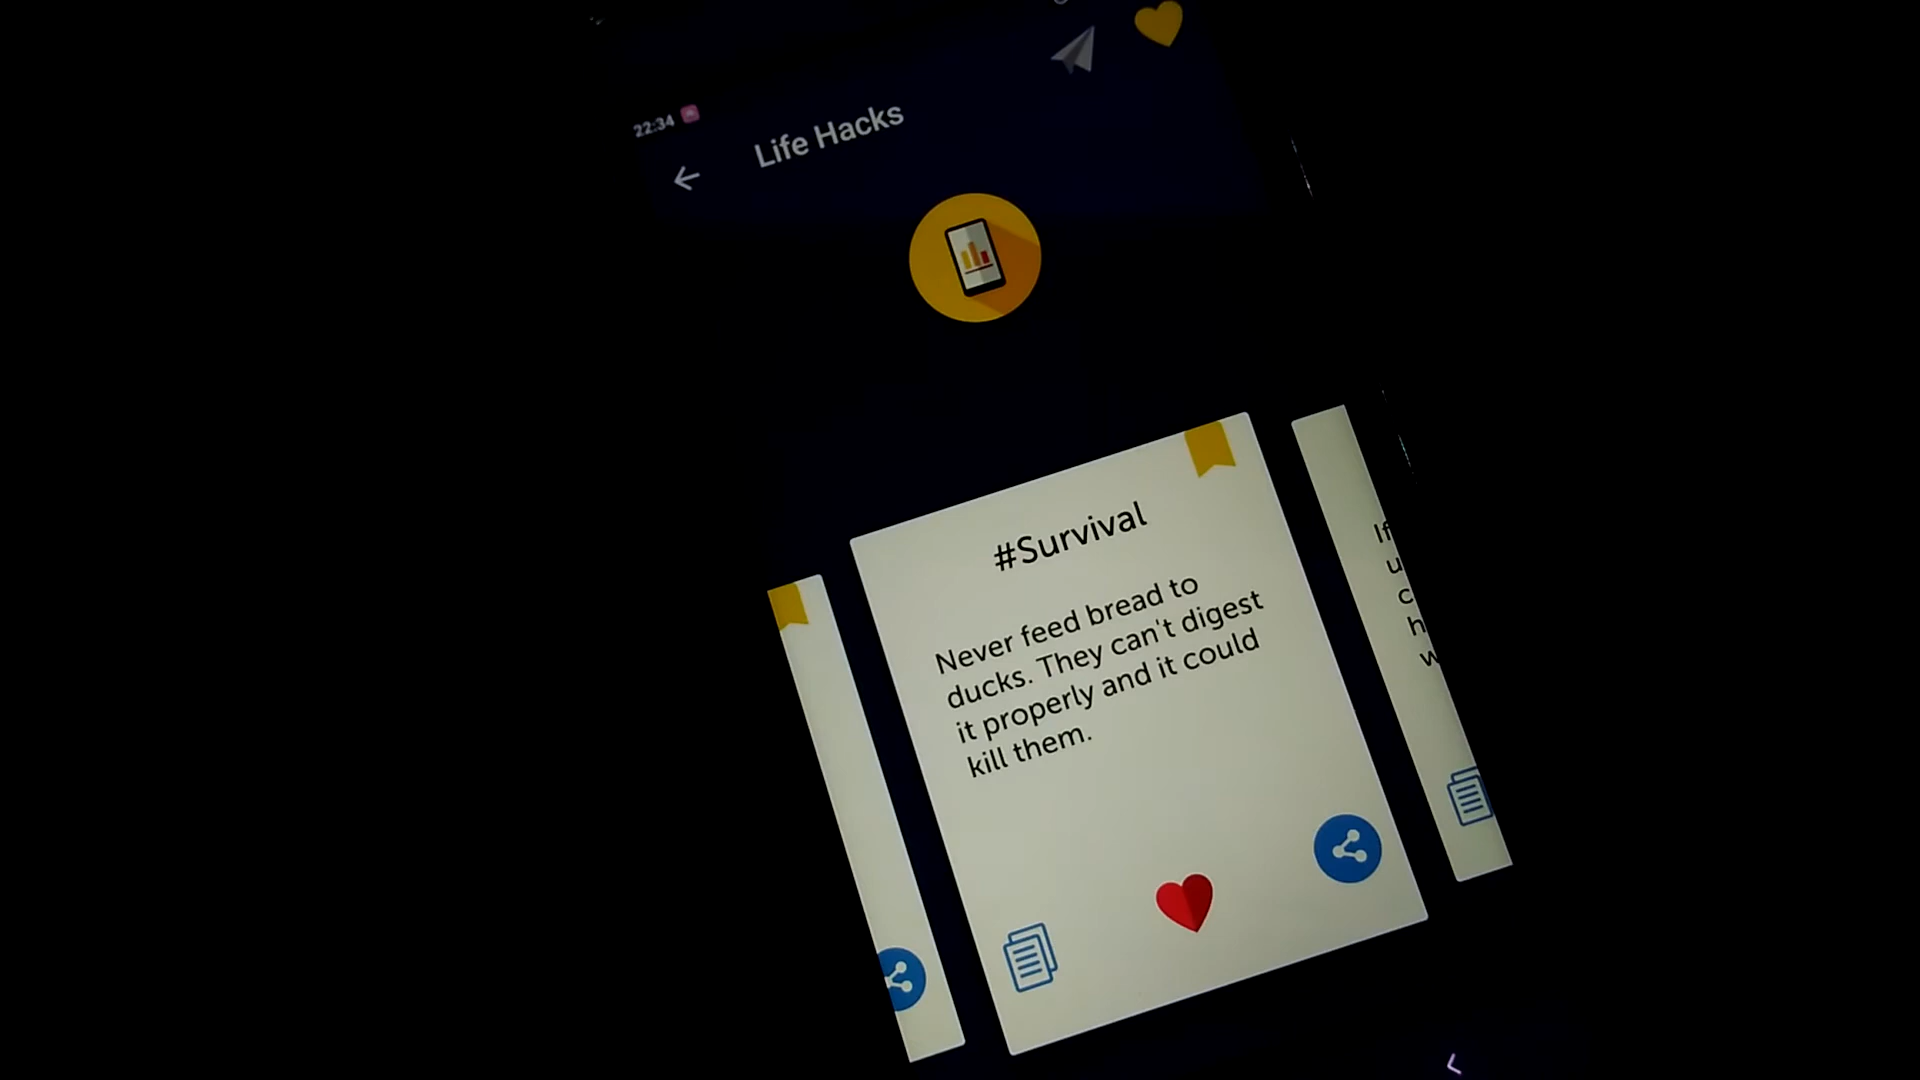 22:34
Life Hacks
#Survival
Never feed bread to
ducks. They can't digest
it properly and it could
kill them.
If
u
c
h
w